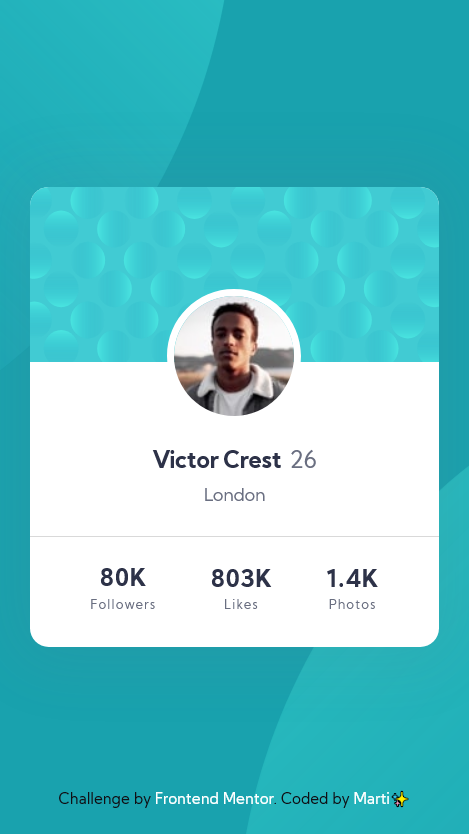 Victor Crest 26
London
80K 803K 1.4K
Followers Likes Photos
Challenge by Frontend Mentor. Coded by Marti✨